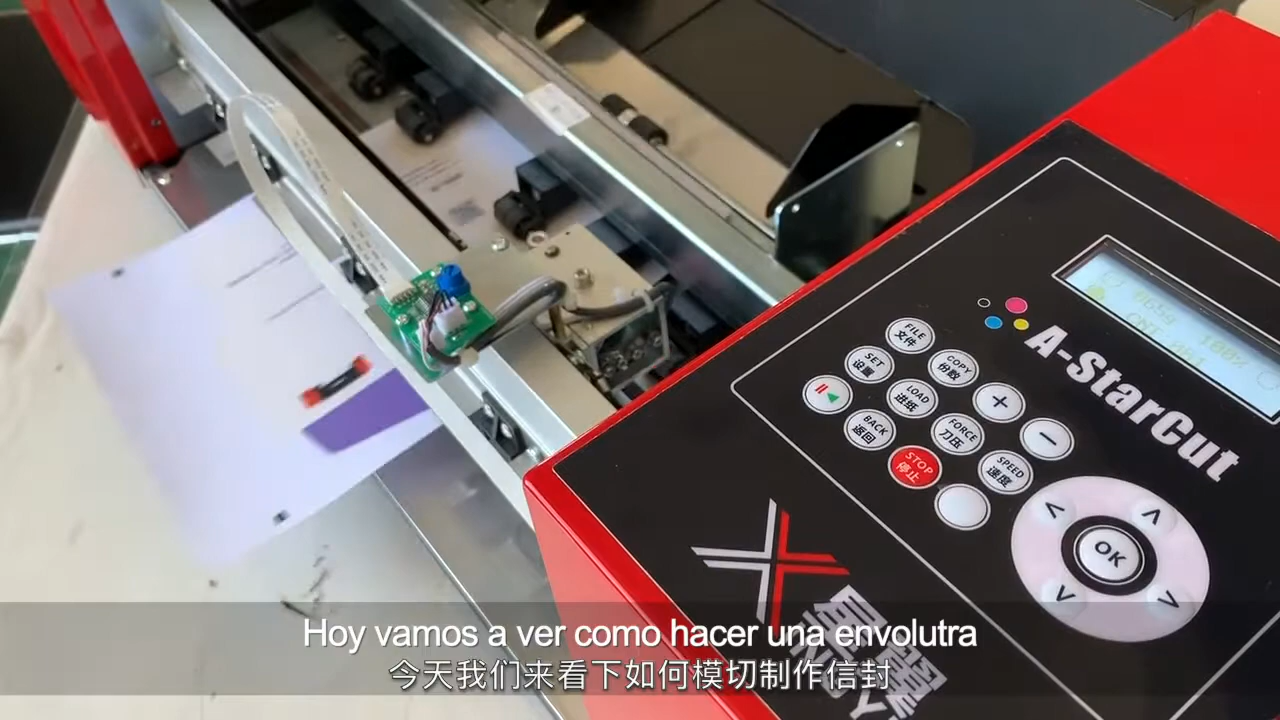 A-StarCut
FILE
文件
SET
设置
COPY
份数
LOAD
进纸
+
BACK
返回
FORCE
刀压
−
STOP
停止
SPEED
速度
OK
星翼
Hoy vamos a ver como hacer una envolutra
今天我们来看下如何模切制作信封